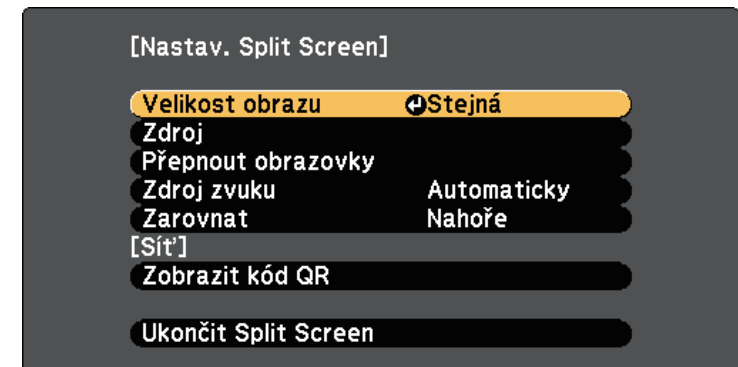 [Nastav. Split Screen]
Velikost obrazu Stejná
Zdroj
Přepnout obrazovky
Zdroj zvuku Automaticky
Zarovnat Nahoře
[Síť]
Zobrazit kód QR
Ukončit Split Screen